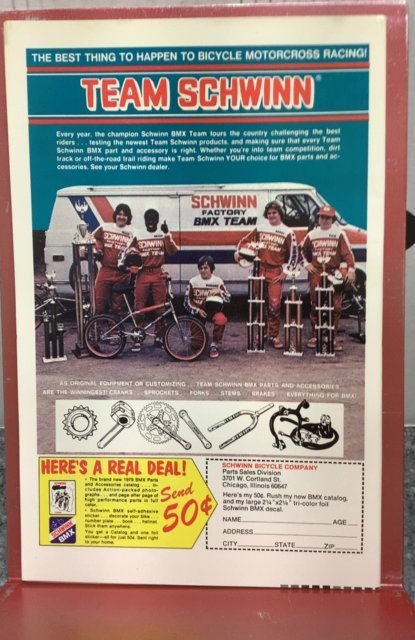 THE BEST THING TO HAPPEN TO BICYCLE MOTORCROSS RACING!
TEAM SCHWINN®
Every year, the champion Schwinn BMX Team tours the country challenging the best
riders . . . testing the newest Team Schwinn products, and making sure that every Team
Schwinn BMX part and accessory is right. Whether you're into team competition, dirt
track or off-the-road trail riding make Team Schwinn YOUR choice for BMX parts and ac-
cessories. See your Schwinn dealer.
SCHWINN
FACTORY
BMX TEAM
SCHWINN
SCHWINN
SCHWINN
SCHWINN
AS ORIGINAL EQUIPMENT OR CUSTOMIZING . . . TEAM SCHWINN BMX PARTS AND ACCESSORIES
ARE THE WINNINGEST! CRANKS . . . SPROCKETS . . . FORKS . . . STEMS . . . BRAKES . . . EVERYTHING FOR BMX!
HERE'S A REAL DEAL!
• The brand new 1979 BMX Parts
and Accessories catalog . . . in-
cludes Action-packed photo-
graphs . . . and page after page of
high performance parts in full
color.
• Schwinn BMX self-adhesive
sticker . . . decorate your bike . . .
number plate . . . book . . . helmet.
Stick them anywhere.
You get a Catalog and one foil
sticker—all for just 50¢. Sent right
to your home.
SCHWINN
BMX
Send
50¢
SCHWINN BICYCLE COMPANY
Parts Sales Division
3701 W. Cortland St.
Chicago, Illinois 60647
Here's my 50¢. Rush my new BMX catalog,
and my large 2¼" x2¼" tri-color foil
Schwinn BMX decal.
NAME AGE
ADDRESS
CITY STATE ZIP